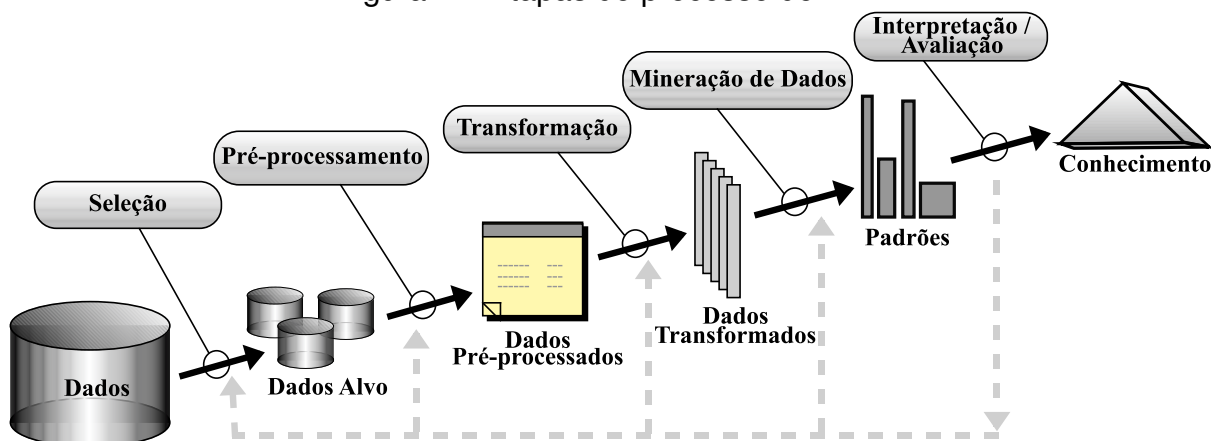 Interpretação /
Avaliação
Mineração de Dados
Transformação
Pré-processamento
Seleção
Conhecimento
Padrões
Dados
Transformados
Dados
Pré-processados
Dados Alvo
Dados